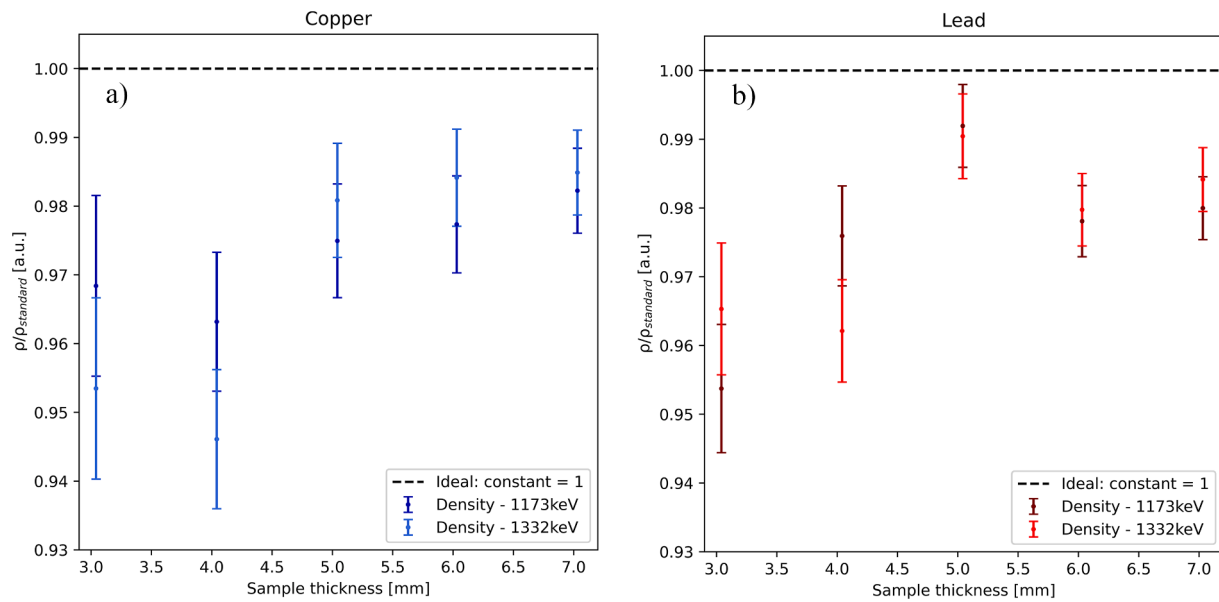 Copper
a)
1.00
0.99
0.98
0.97
0.96
0.95
0.94
0.93
ρ/ρstandard [a.u.]
3.0 3.5 4.0 4.5 5.0 5.5 6.0 6.5 7.0
Sample thickness [mm]
Ideal: constant = 1
Density - 1173keV
Density - 1332keV
Lead
b)
1.00
0.99
0.98
0.97
0.96
0.95
0.94
0.93
ρ/ρstandard [a.u.]
3.0 3.5 4.0 4.5 5.0 5.5 6.0 6.5 7.0
Sample thickness [mm]
Ideal: constant = 1
Density - 1173keV
Density - 1332keV